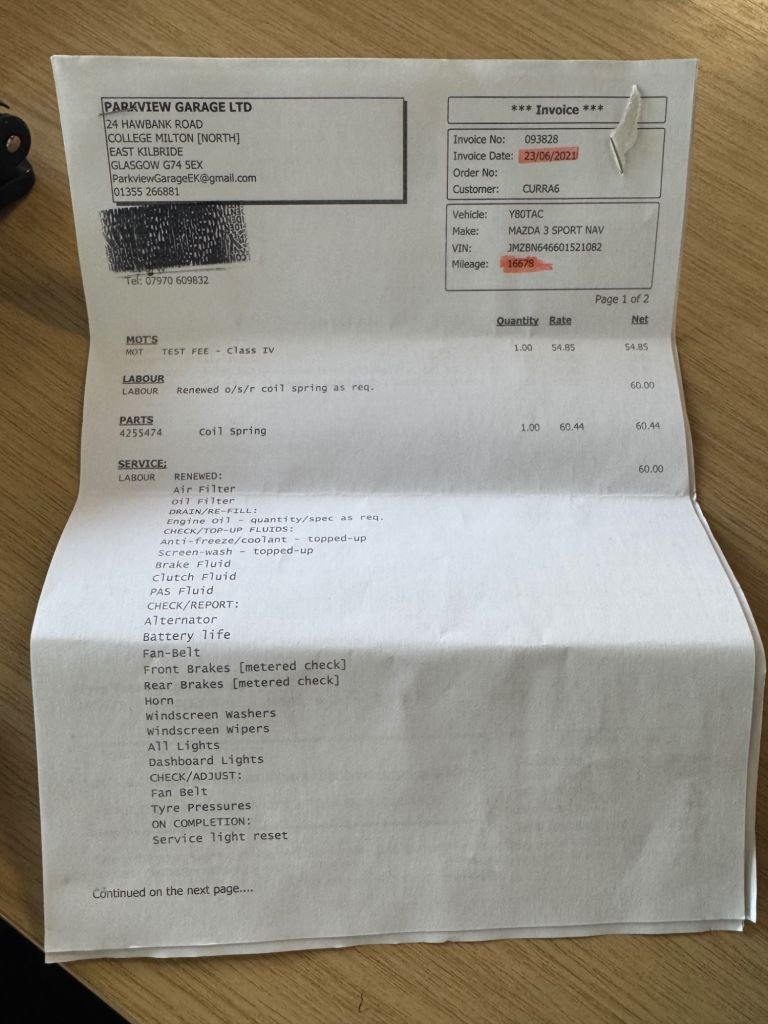 PARKVIEW GARAGE LTD
24 HAWBANK ROAD
COLLEGE MILTON [NORTH]
EAST KILBRIDE
GLASGOW G74 5EX
ParkviewGarageEK@gmail.com
01355 266881
Tel: 07970 609832
*** Invoice ***
Invoice No: 093828
Invoice Date: 23/06/2021
Order No:
Customer: CURRA6
Vehicle: YB0TAC
Make: MAZDA 3 SPORT NAV
VIN: JMZBN646601521082
Mileage: 16678
Page 1 of 2
Quantity Rate Net
MOT'S
MOT TEST FEE - Class IV 1.00 54.85 54.85
LABOUR
LABOUR Renewed o/s/r coil spring as req. 60.00
PARTS
4255474 Coil Spring 1.00 60.44 60.44
SERVICE:
LABOUR RENEWED: 60.00
Air Filter
Oil Filter
DRAIN/RE-FILL:
Engine Oil - quantity/spec as req.
CHECK/TOP-UP FLUIDS:
Anti-freeze/coolant - topped-up
Screen-wash - topped-up
Brake Fluid
Clutch Fluid
PAS Fluid
CHECK/REPORT:
Alternator
Battery life
Fan-Belt
Front Brakes [metered check]
Rear Brakes [metered check]
Horn
Windscreen Washers
Windscreen Wipers
All Lights
Dashboard Lights
CHECK/ADJUST:
Fan Belt
Tyre Pressures
ON COMPLETION:
Service light reset
Continued on the next page....